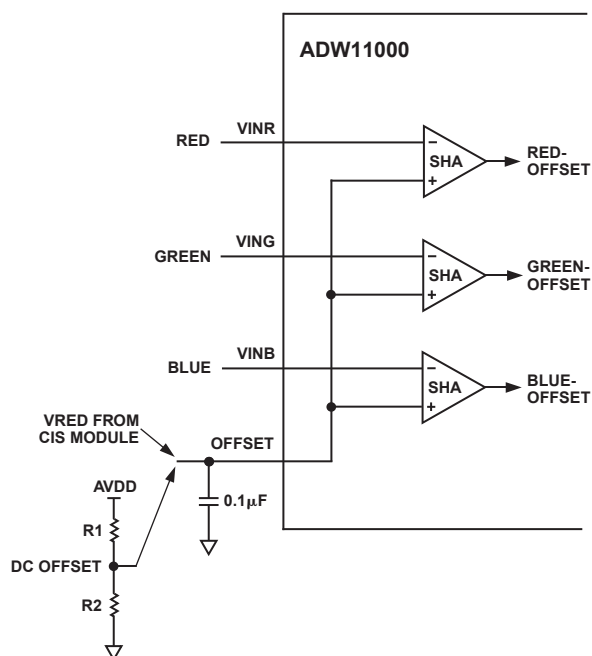 ADW11000
VINR
RED
SHA
RED-
OFFSET
VING
GREEN
SHA
GREEN-
OFFSET
VINB
BLUE
SHA
BLUE-
OFFSET
VRED FROM
CIS MODULE
OFFSET
AVDD
0.1µF
R1
DC OFFSET
R2